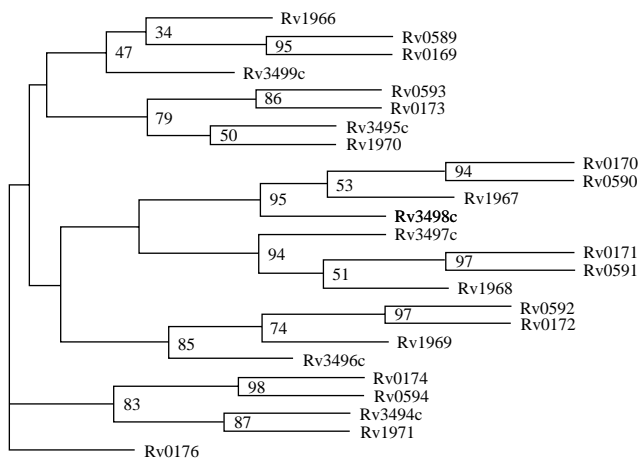 Rv1966
34
Rv0589
95
Rv0169
47
Rv3499c
Rv0593
86
Rv0173
79
Rv3495c
50
Rv1970
Rv0170
94
Rv0590
53
Rv1967
95
Rv3498c
Rv3497c
94
Rv0171
97
Rv0591
51
Rv1968
Rv0592
97
Rv0172
74
Rv1969
85
Rv3496c
Rv0174
98
Rv0594
83
Rv3494c
87
Rv1971
Rv0176